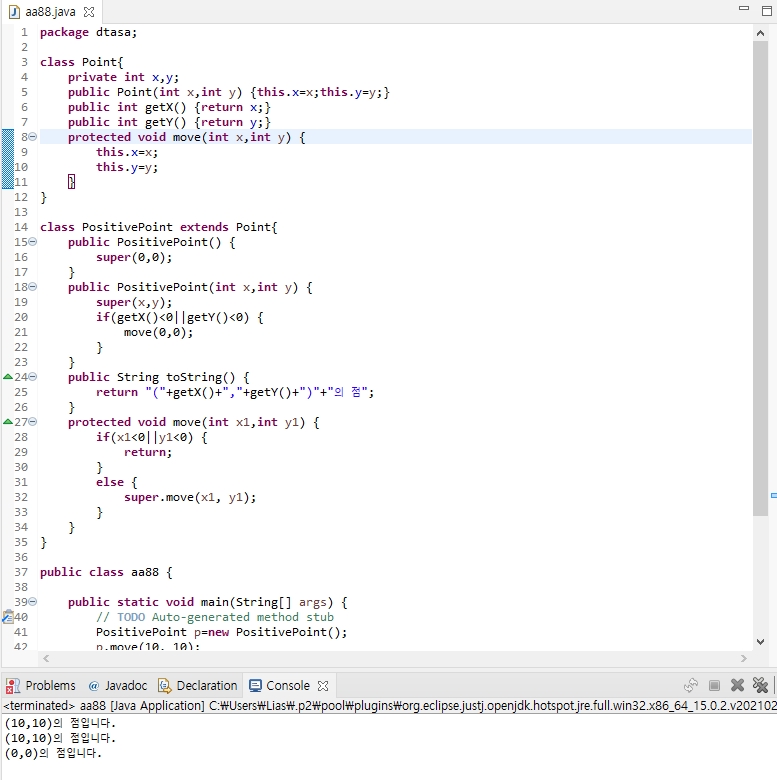 aa88.java
1 package dtasa;
2
3 class Point{
4     private int x,y;
5     public Point(int x,int y) {this.x=x;this.y=y;}
6     public int getX() {return x;}
7     public int getY() {return y;}
8     protected void move(int x,int y) {
9         this.x=x;
10         this.y=y;
11     }
12 }
13
14 class PositivePoint extends Point{
15     public PositivePoint() {
16         super(0,0);
17     }
18     public PositivePoint(int x,int y) {
19         super(x,y);
20         if(getX()<0||getY()<0) {
21             move(0,0);
22         }
23     }
24     public String toString() {
25         return "("+getX()+","+getY()+")"+"의 점";
26     }
27     protected void move(int x1,int y1) {
28         if(x1<0||y1<0) {
29             return;
30         }
31         else {
32             super.move(x1, y1);
33         }
34     }
35 }
36
37 public class aa88 {
38
39     public static void main(String[] args) {
40         // TODO Auto-generated method stub
41         PositivePoint p=new PositivePoint();
42         p.move(10, 10);
Problems @ Javadoc Declaration Console
<terminated> aa88 [Java Application] C:₩Users₩Lias₩.p2₩pool₩plugins₩org.eclipse.justj.openjdk.hotspot.jre.full.win32.x86_64_15.0.2.v202102
(10,10)의 점입니다.
(10,10)의 점입니다.
(0,0)의 점입니다.